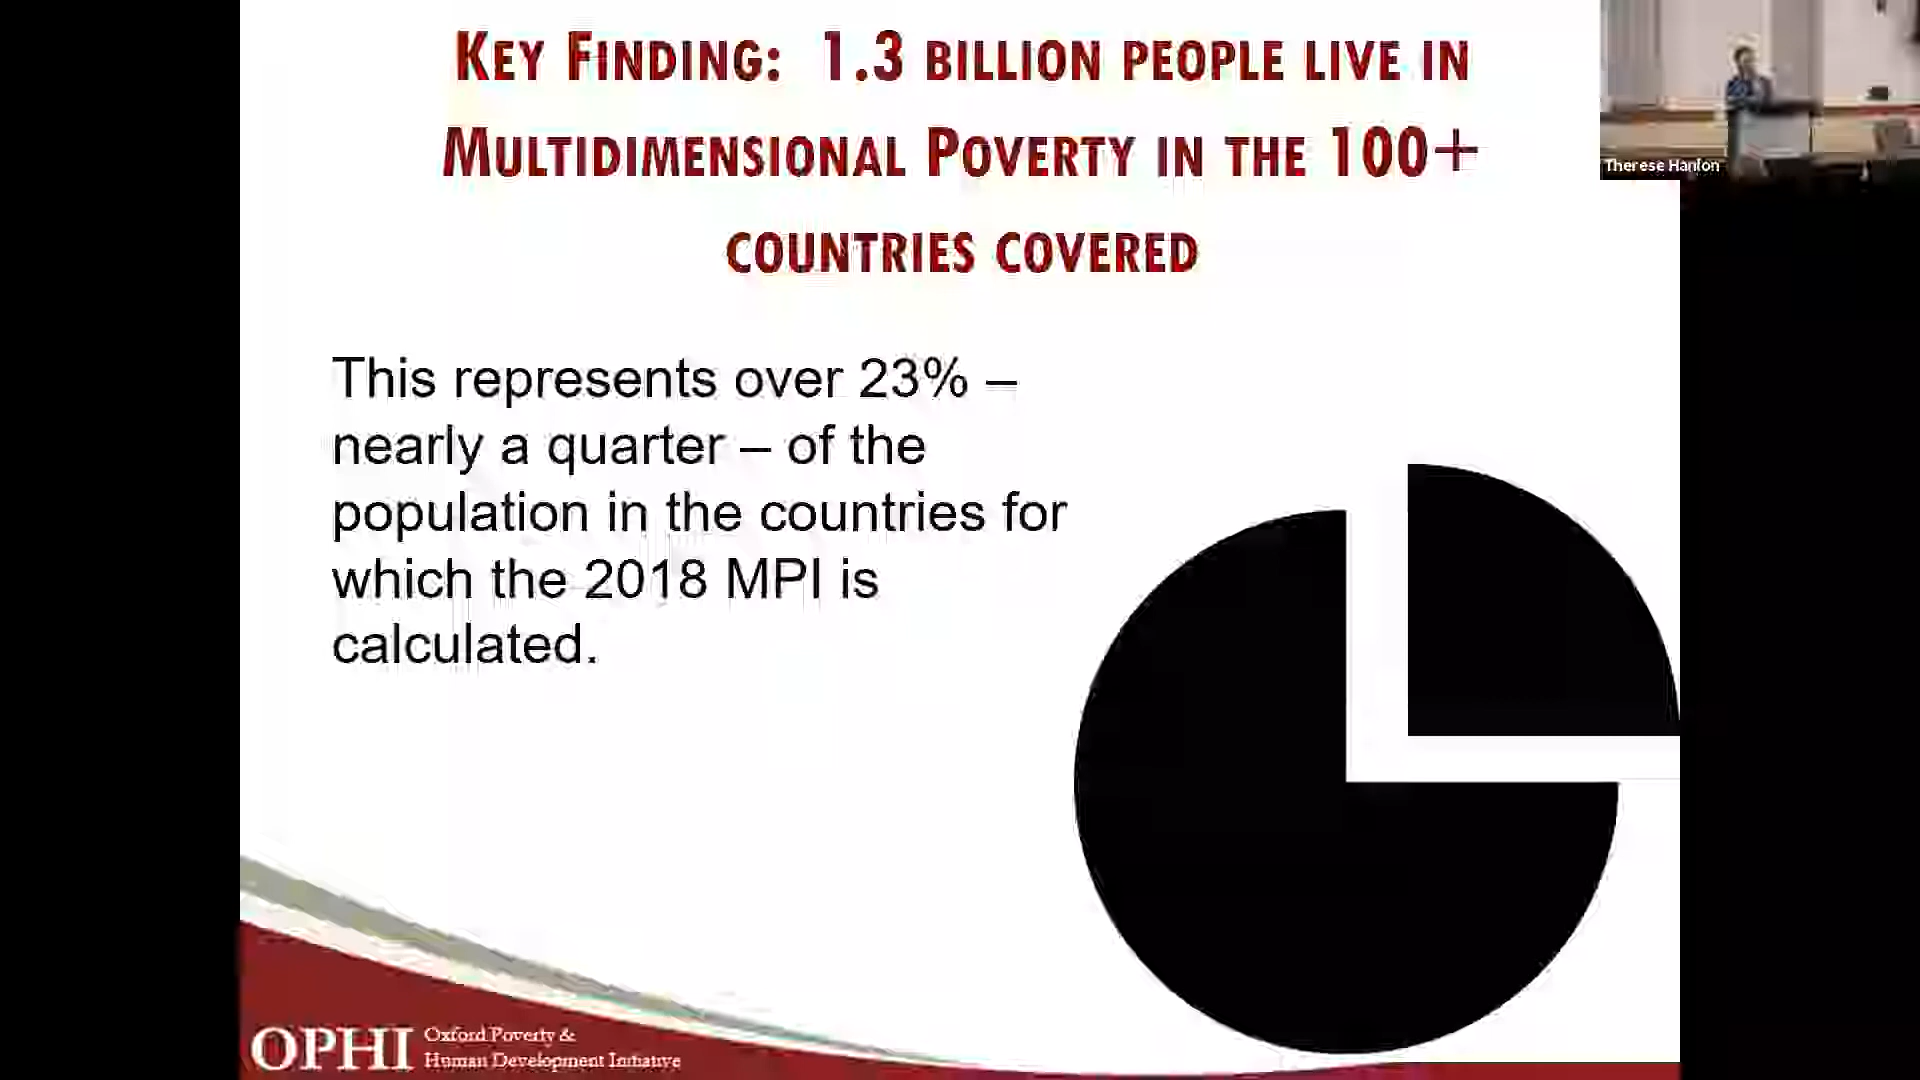 KEY FINDING: 1.3 BILLION PEOPLE LIVE IN
MULTIDIMENSIONAL POVERTY IN THE 100+
COUNTRIES COVERED
This represents over 23% –
nearly a quarter – of the
population in the countries for
which the 2018 MPI is
calculated.
Therese Hanlon
OPHI
Oxford Poverty &
Human Development Initiative